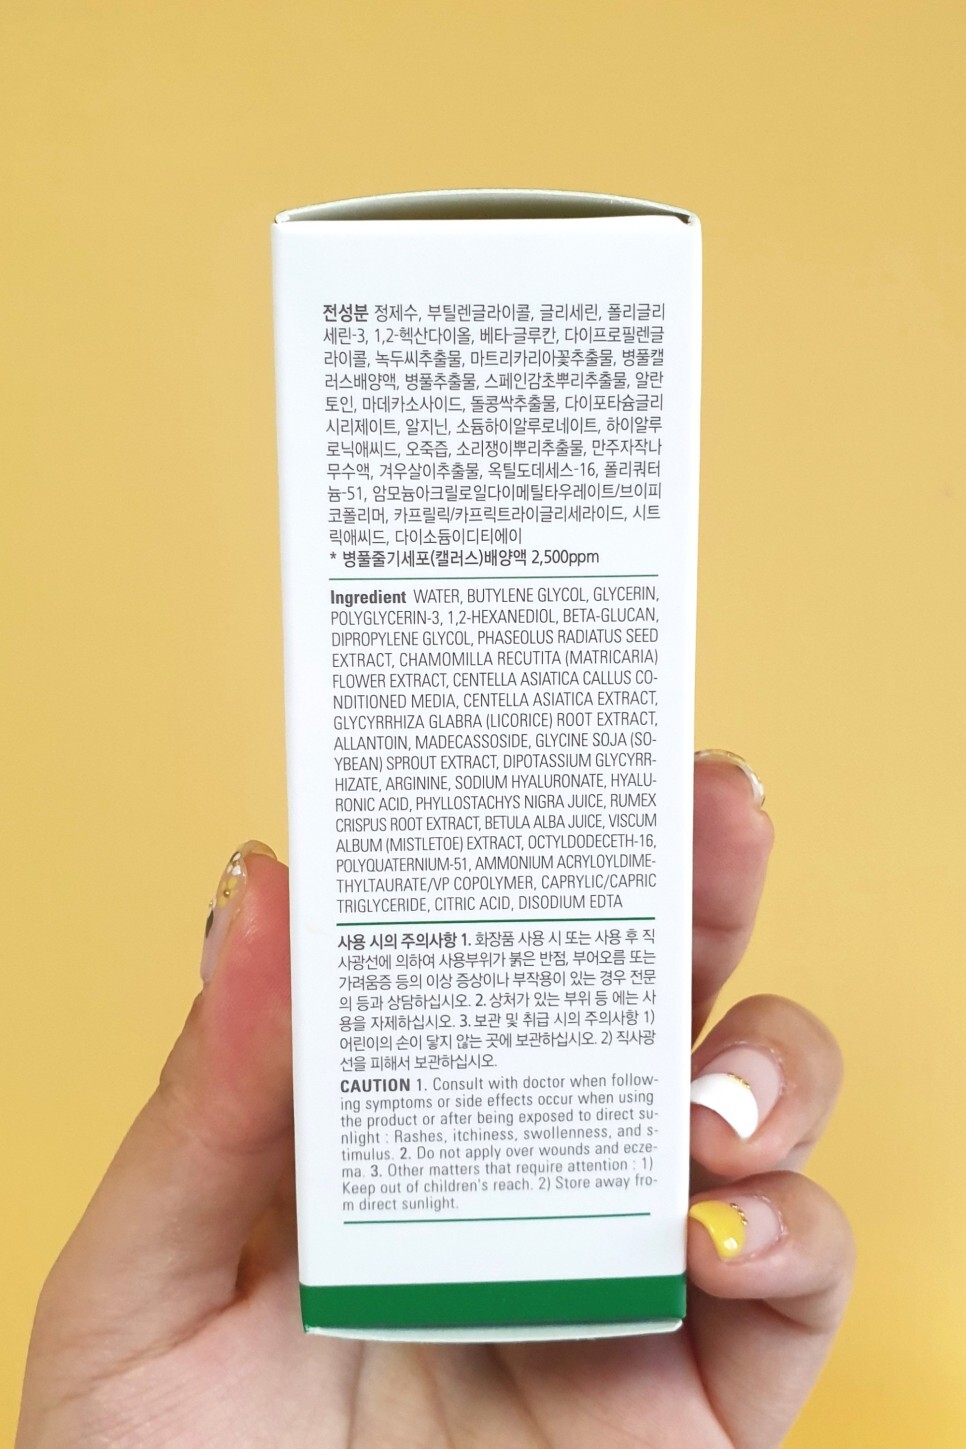 전성분 정제수, 부틸렌글라이콜, 글리세린, 폴리글리
세린-3, 1,2-헥산다이올, 베타-글루칸, 다이프로필렌글
라이콜, 녹두씨추출물, 마트리카리아꽃추출물, 병풀캘
러스배양액, 병풀추출물, 스페인감초뿌리추출물, 알란
토인, 마데카소사이드, 돌콩싹추출물, 다이포타슘글리
시리제이트, 알지닌, 소듐하이알루로네이트, 하이알루
로닉애씨드, 오죽즙, 소리쟁이뿌리추출물, 만주자작나
무수액, 겨우살이추출물, 옥틸도데세스-16, 폴리쿼터
늄-51, 암모늄아크릴로일다이메틸타우레이트/브이피
코폴리머, 카프릴릭/카프릭트라이글리세라이드, 시트
릭애씨드, 다이소듐이디티에이
* 병풀줄기세포(캘러스)배양액 2,500ppm
Ingredient WATER, BUTYLENE GLYCOL, GLYCERIN,
POLYGLYCERIN-3, 1,2-HEXANEDIOL, BETA-GLUCAN,
DIPROPYLENE GLYCOL, PHASEOLUS RADIATUS SEED
EXTRACT, CHAMOMILLA RECUTITA (MATRICARIA)
FLOWER EXTRACT, CENTELLA ASIATICA CALLUS CO-
NDITIONED MEDIA, CENTELLA ASIATICA EXTRACT,
GLYCYRRHIZA GLABRA (LICORICE) ROOT EXTRACT,
ALLANTOIN, MADECASSOSIDE, GLYCINE SOJA (SO-
YBEAN) SPROUT EXTRACT, DIPOTASSIUM GLYCYRR-
HIZATE, ARGININE, SODIUM HYALURONATE, HYALU-
RONIC ACID, PHYLLOSTACHYS NIGRA JUICE, RUMEX
CRISPUS ROOT EXTRACT, BETULA ALBA JUICE, VISCUM
ALBUM (MISTLETOE) EXTRACT, OCTYLDODECETH-16,
POLYQUATERNIUM-51, AMMONIUM ACRYLOYLDIME-
THYLTAURATE/VP COPOLYMER, CAPRYLIC/CAPRIC
TRIGLYCERIDE, CITRIC ACID, DISODIUM EDTA
사용 시의 주의사항 1. 화장품 사용 시 또는 사용 후 직
사광선에 의하여 사용부위가 붉은 반점, 부어오름 또는
가려움증 등의 이상 증상이나 부작용이 있는 경우 전문
의 등과 상담하십시오. 2. 상처가 있는 부위 등 에는 사
용을 자제하십시오. 3. 보관 및 취급 시의 주의사항 1)
어린이의 손이 닿지 않는 곳에 보관하십시오. 2) 직사광
선을 피해서 보관하십시오.
CAUTION 1. Consult with doctor when follow-
ing symptoms or side effects occur when using
the product or after being exposed to direct su-
nlight : Rashes, itchiness, swollenness, and s-
timulus. 2. Do not apply over wounds and ecze-
ma. 3. Other matters that require attention : 1)
Keep out of children's reach. 2) Store away fro-
m direct sunlight.